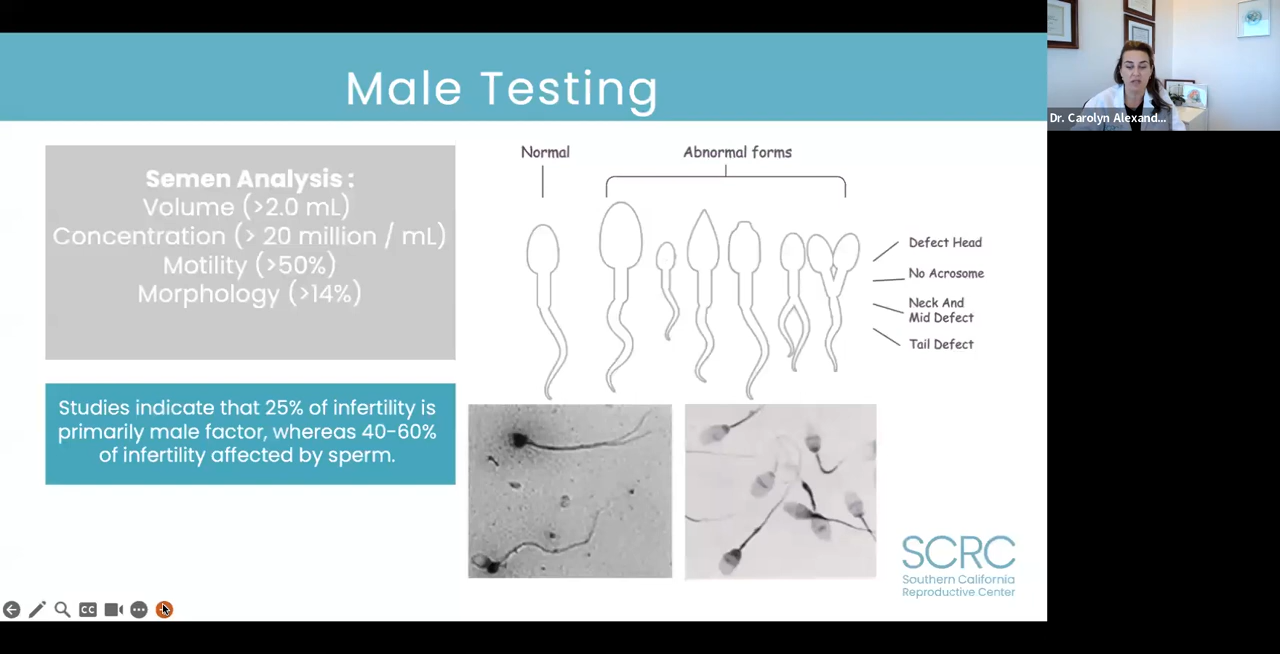 Male Testing
Semen Analysis :
Volume (>2.0 mL)
Concentration (> 20 million / mL)
Motility (>50%)
Morphology (>14%)
Studies indicate that 25% of infertility is
primarily male factor, whereas 40-60%
of infertility affected by sperm.
Normal
Abnormal forms
Defect Head
No Acrosome
Neck And
Mid Defect
Tail Defect
SCRC
Southern California
Reproductive Center
CC
Dr. Carolyn Alexand...